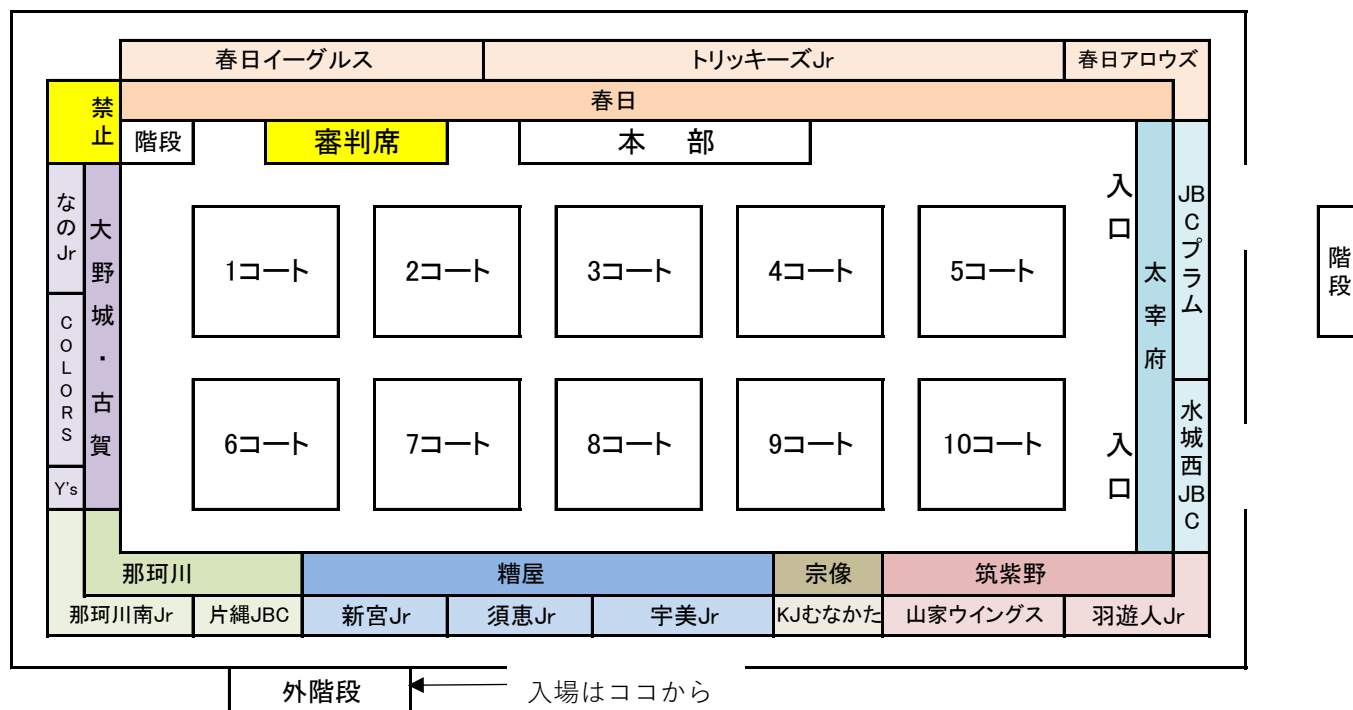 春日イーグルス
トリッキーズJr
春日アロウズ
禁止
春日
階段
審判席
本部
入口
JBCプラム
なのJr
大野城・古賀
1コート
2コート
3コート
4コート
5コート
太宰府
階段
COLORS
6コート
7コート
8コート
9コート
10コート
入口
水城西JBC
Y's
那珂川
糟屋
宗像
筑紫野
那珂川南Jr
片縄JBC
新宮Jr
須恵Jr
宇美Jr
KJむなかた
山家ウイングス
羽遊人Jr
外階段
入場はココから